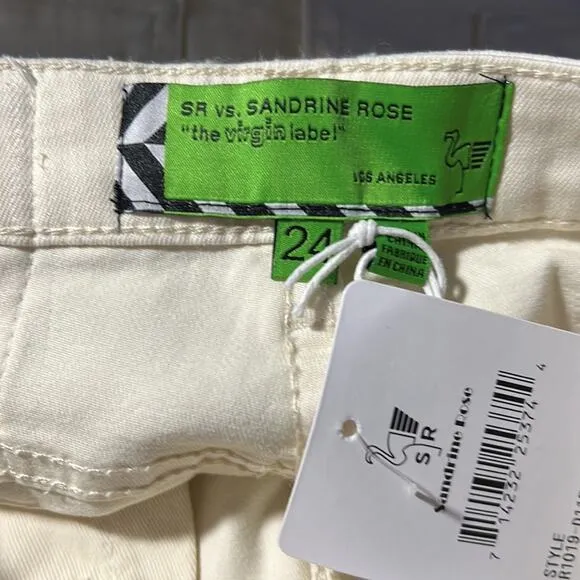 SR vs. SANDRINE ROSE
"the virgin label"
LOS ANGELES
24
FABRIQUE
EN CHINA
SR
Sandrine Rose
7 14232 25374 4
STYLE